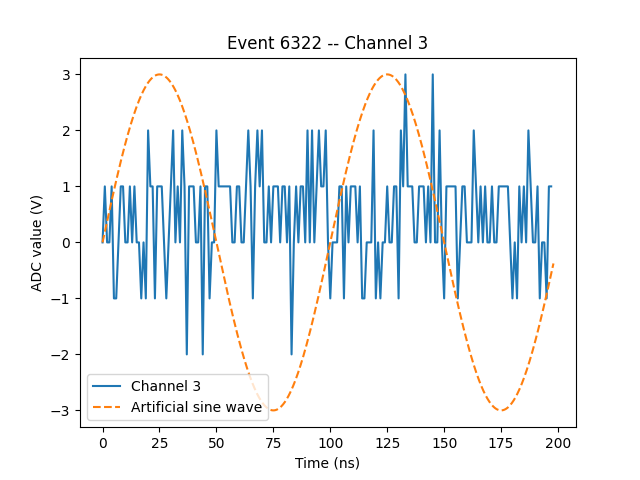 Event 6322 -- Channel 3
ADC value (V)
3
2
1
0
−1
−2
−3
Channel 3
Artificial sine wave
0 25 50 75 100 125 150 175 200
Time (ns)